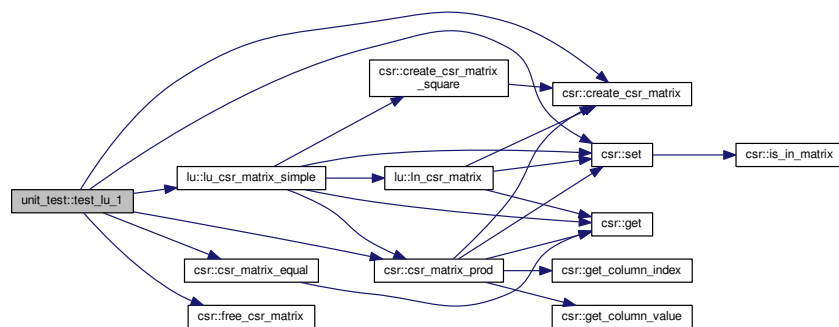 csr::create_csr_matrix
_square
csr::create_csr_matrix
csr::set
csr::is_in_matrix
lu::lu_csr_matrix_simple
lu::ln_csr_matrix
unit_test::test_lu_1
csr::get
csr::csr_matrix_equal
csr::csr_matrix_prod
csr::get_column_index
csr::free_csr_matrix
csr::get_column_value